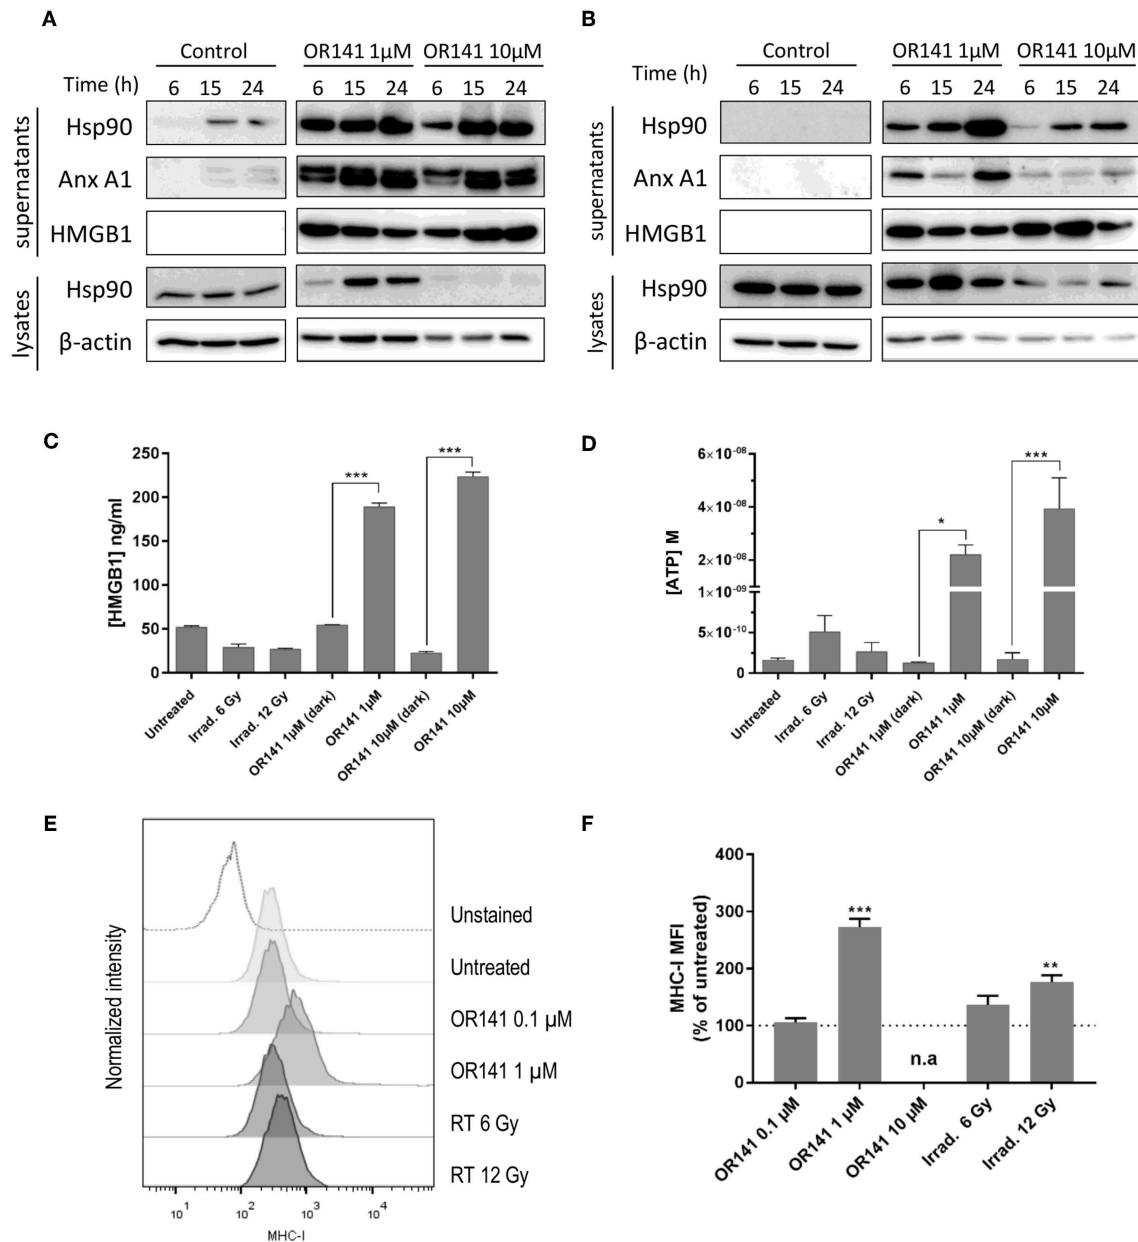 A
Control
OR141 1µM
OR141 10µM
Time (h)
6
15
24
6
15
24
6
15
24
supernatants
Hsp90
Anx A1
HMGB1
lysates
Hsp90
β-actin
B
Control
OR141 1µM
OR141 10µM
Time (h)
6
15
24
6
15
24
6
15
24
supernatants
Hsp90
Anx A1
HMGB1
lysates
Hsp90
β-actin
C
[HMGB1] ng/ml
250
200
150
100
50
0
***
***
Untreated
Irrad. 6 Gy
Irrad. 12 Gy
OR141 1µM (dark)
OR141 1µM
OR141 10µM (dark)
OR141 10µM
D
[ATP] M
6×10⁻⁰⁸
4×10⁻⁰⁸
2×10⁻⁰⁸
1×10⁻⁰⁹
5×10⁻¹⁰
0
*
***
Untreated
Irrad. 6 Gy
Irrad. 12 Gy
OR141 1µM (dark)
OR141 1µM
OR141 10µM (dark)
OR141 10µM
E
Normalized intensity
Unstained
Untreated
OR141 0.1 µM
OR141 1 µM
RT 6 Gy
RT 12 Gy
10¹
10²
10³
10⁴
MHC-I
F
MHC-I MFI
(% of untreated)
400
300
200
100
0
***
n.a
**
OR141 0.1 µM
OR141 1 µM
OR141 10 µM
Irrad. 6 Gy
Irrad. 12 Gy